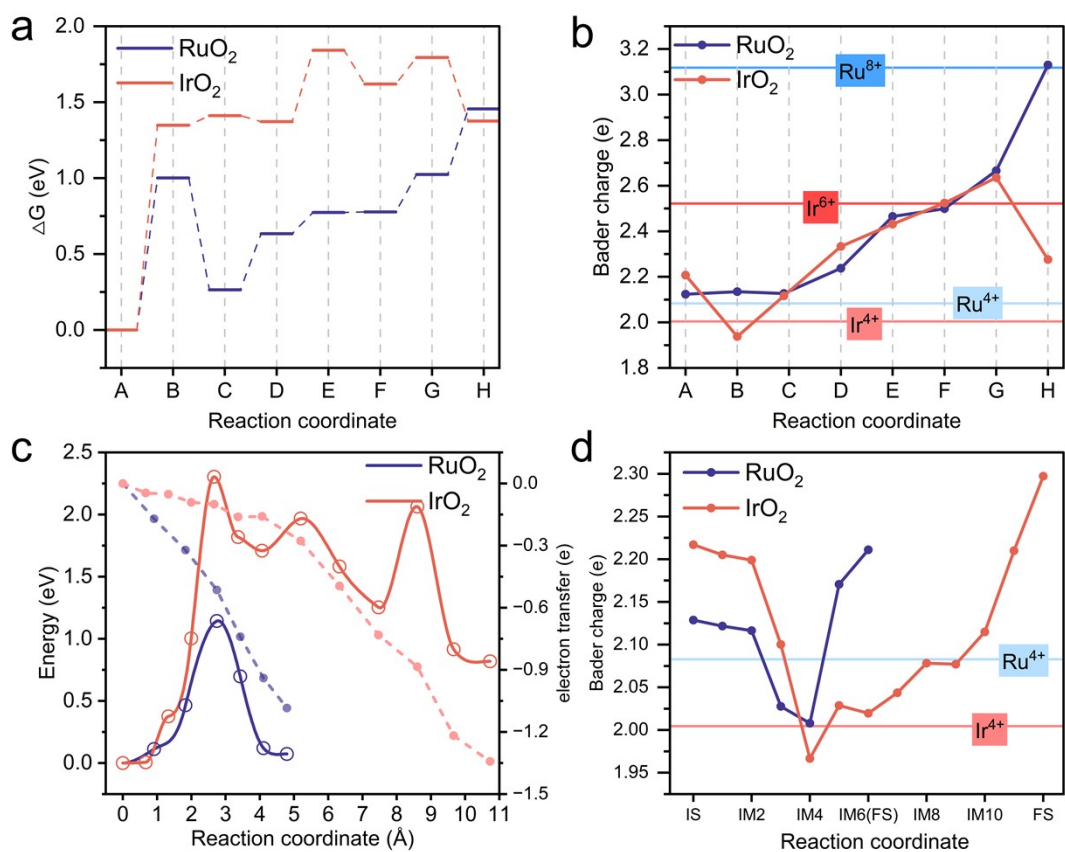 a
2.0
1.5
1.0
0.5
0.0
△G (eV)
RuO₂
IrO₂
A B C D E F G H
Reaction coordinate
b
3.2
3.0
2.8
2.6
2.4
2.2
2.0
1.8
Bader charge (e)
RuO₂
IrO₂
Ru⁸⁺
Ir⁶⁺
Ru⁴⁺
Ir⁴⁺
A B C D E F G H
Reaction coordinate
c
2.5
2.0
1.5
1.0
0.5
0.0
Energy (eV)
RuO₂
IrO₂
0.0
−0.3
−0.6
−0.9
−1.2
−1.5
electron transfer (e)
0 1 2 3 4 5 6 7 8 9 10 11
Reaction coordinate (Å)
d
2.30
2.25
2.20
2.15
2.10
2.05
2.00
1.95
Bader charge (e)
RuO₂
IrO₂
Ru⁴⁺
Ir⁴⁺
IS IM2 IM4 IM6(FS) IM8 IM10 FS
Reaction coordinate